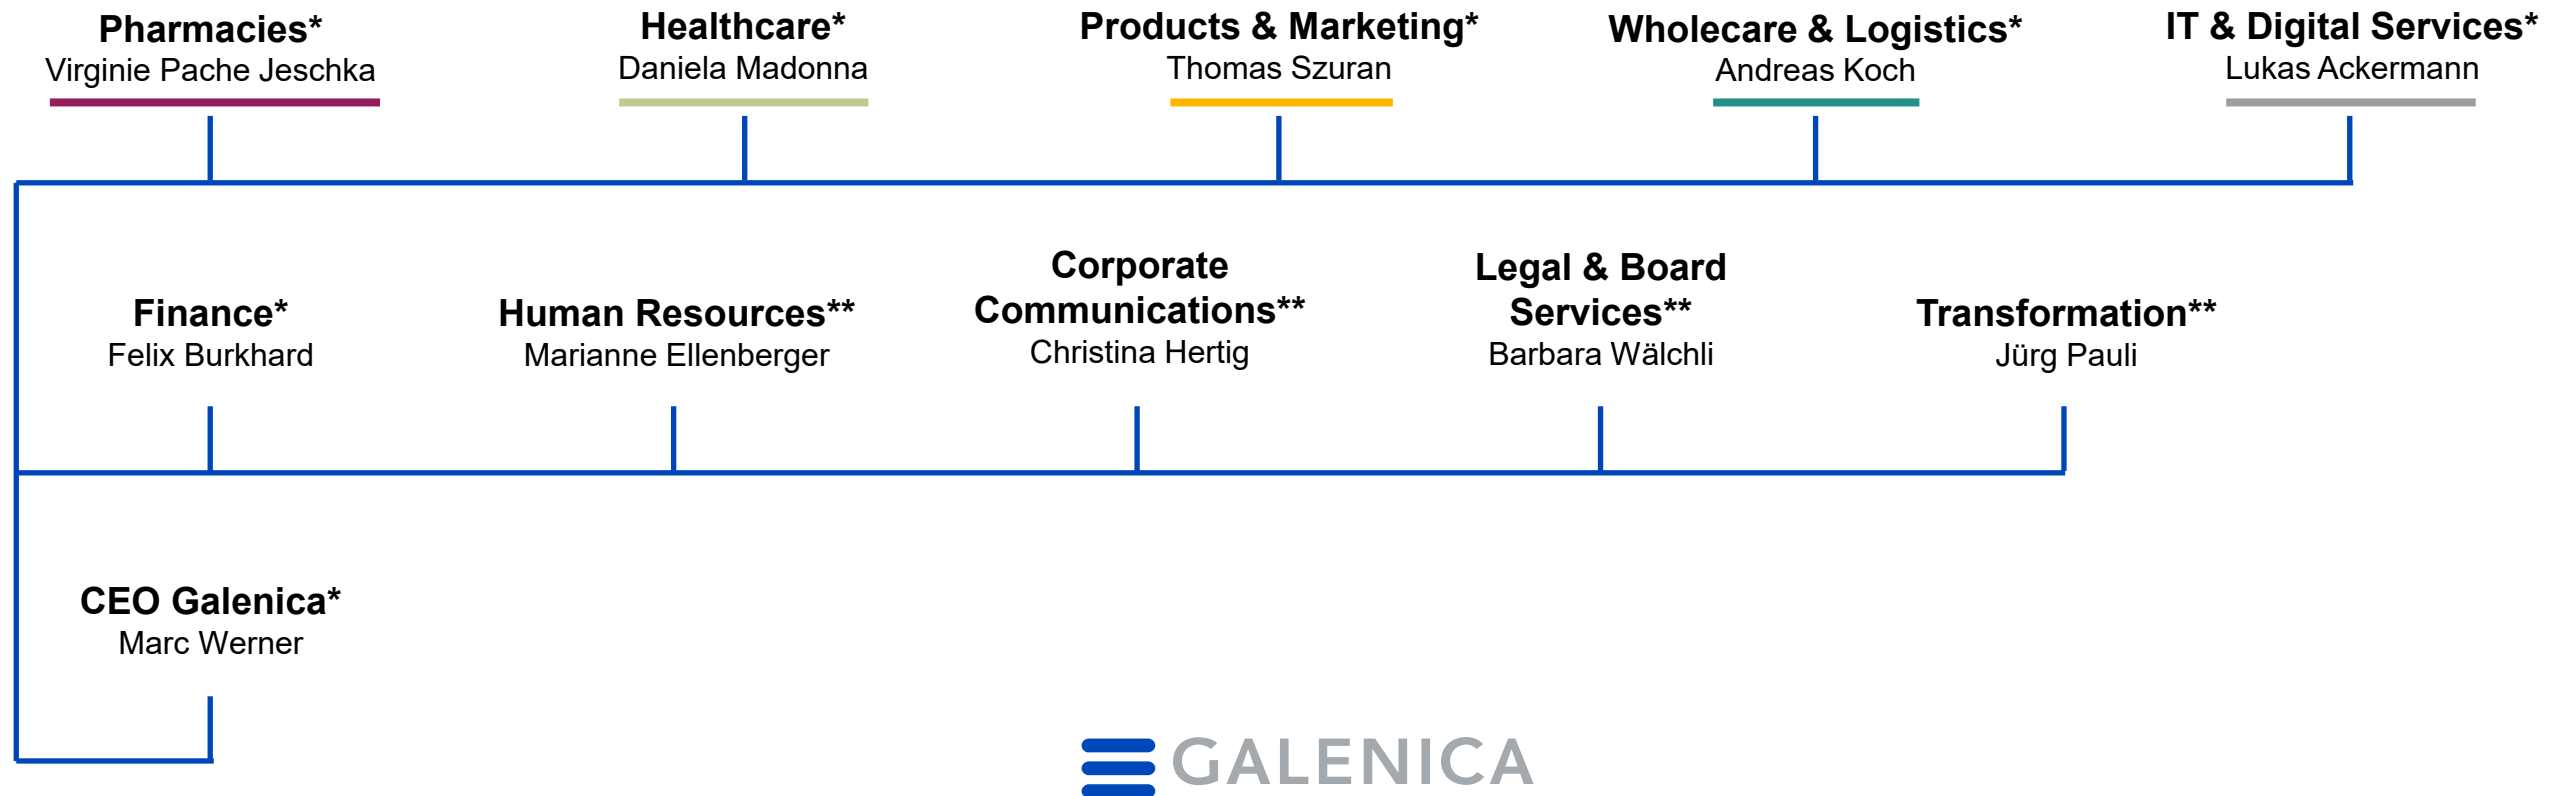 Pharmacies*
Virginie Pache Jeschka
Healthcare*
Daniela Madonna
Products & Marketing*
Thomas Szuran
Wholecare & Logistics*
Andreas Koch
IT & Digital Services*
Lukas Ackermann
Finance*
Felix Burkhard
Human Resources**
Marianne Ellenberger
Corporate
Communications**
Christina Hertig
Legal & Board
Services**
Barbara Wälchli
Transformation**
Jürg Pauli
CEO Galenica*
Marc Werner
GALENICA